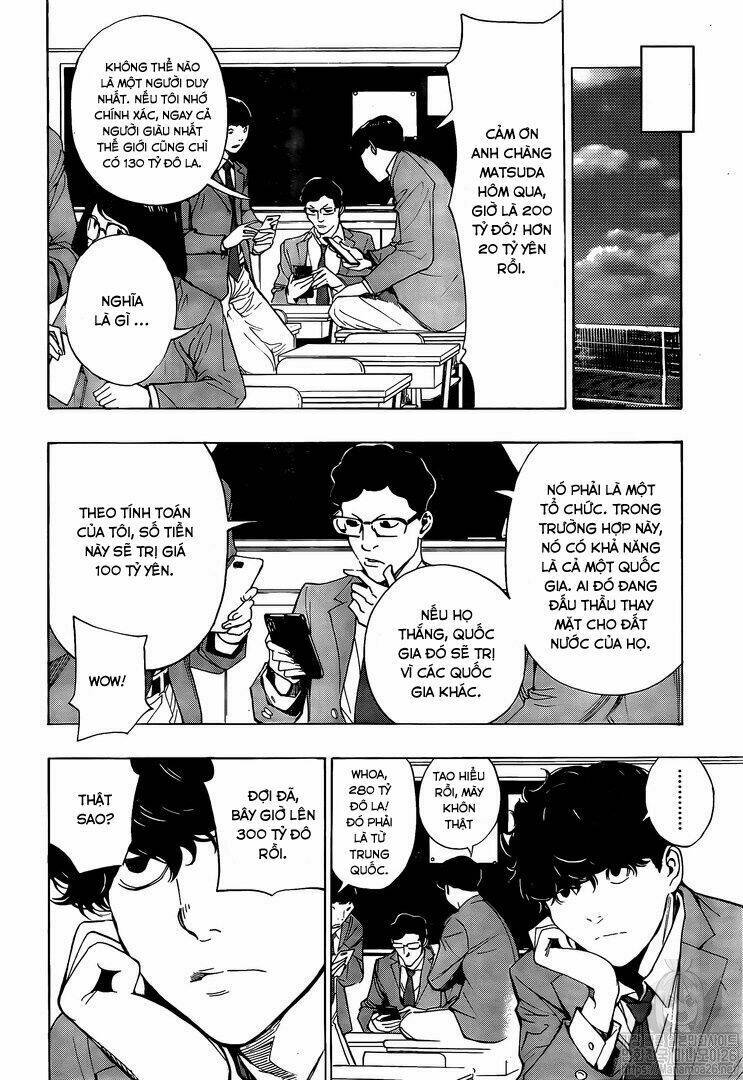 CẢM ƠN
ANH CHÀNG
MATSUDA
HÔM QUA,
GIỜ LÀ 200
TỶ ĐÔ! HƠN
20 TỶ YÊN
RỒI.
KHÔNG THỂ NÀO
LÀ MỘT NGƯỜI DUY
NHẤT. NẾU TÔI NHỚ
CHÍNH XÁC, NGAY CẢ
NGƯỜI GIÀU NHẤT
THẾ GIỚI CŨNG CHỈ
CÓ 130 TỶ ĐÔ LA.
NGHĨA
LÀ GÌ ...
NÓ PHẢI LÀ MỘT
TỔ CHỨC. TRONG
TRƯỜNG HỢP NÀY,
NÓ CÓ KHẢ NĂNG
LÀ CẢ MỘT QUỐC
GIA. AI ĐÓ ĐANG
ĐẤU THẦU THAY
MẶT CHO ĐẤT
NƯỚC CỦA HỌ.
NẾU HỌ
THẮNG, QUỐC
GIA ĐÓ SẼ TRỊ
VÌ CÁC QUỐC
GIA KHÁC.
THEO TÍNH TOÁN
CỦA TÔI, SỐ TIỀN
NÀY SẼ TRỊ GIÁ
100 TỶ YÊN.
WOW!
........
TAO HIỂU
RỒI, MÀY
KHÔN
THẬT
WHOA,
280 TỶ
ĐÔ LA!
ĐÓ PHẢI
LÀ TỪ
TRUNG
QUỐC.
ĐỢI ĐÃ,
BÂY GIỜ LÊN
300 TỶ ĐÔ
RỒI.
THẬT
SAO?